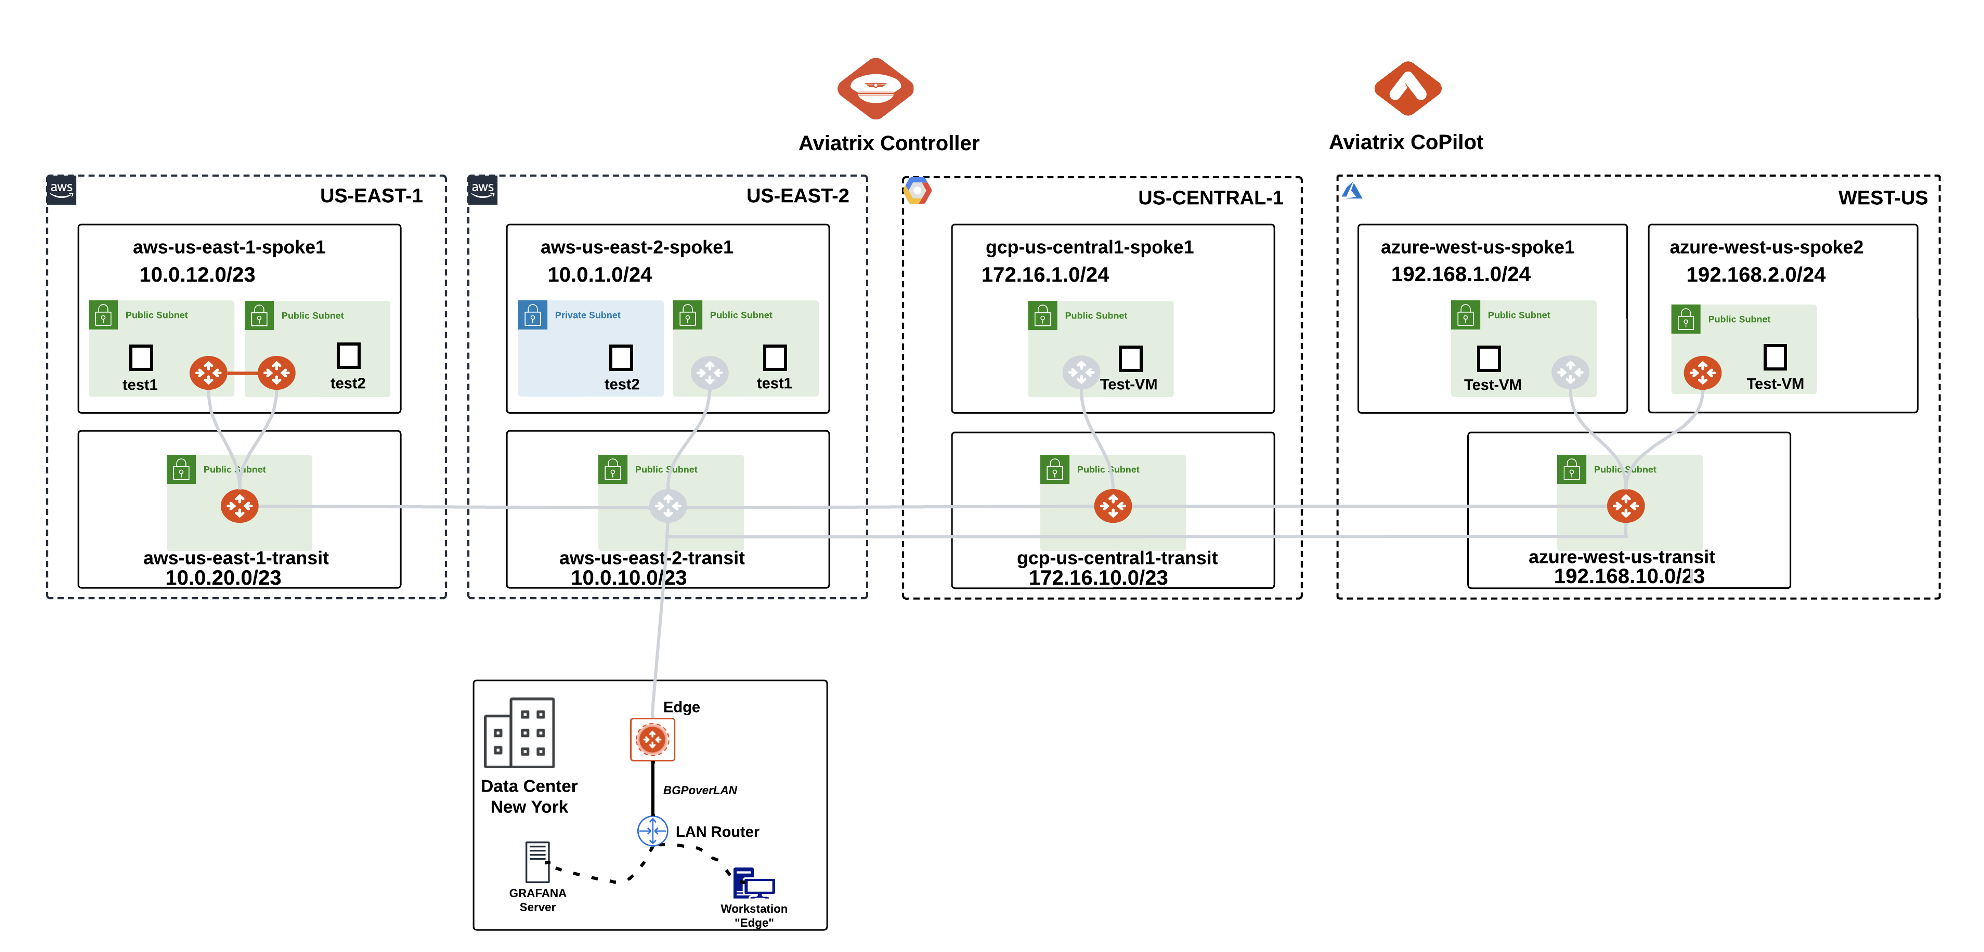 Aviatrix Controller
Aviatrix CoPilot
aws
US-EAST-1
aws-us-east-1-spoke1
10.0.12.0/23
Public Subnet
Public Subnet
test1
test2
Public Subnet
aws-us-east-1-transit
10.0.20.0/23
aws
US-EAST-2
aws-us-east-2-spoke1
10.0.1.0/24
Private Subnet
Public Subnet
test2
test1
Public Subnet
aws-us-east-2-transit
10.0.10.0/23
US-CENTRAL-1
gcp-us-central1-spoke1
172.16.1.0/24
Public Subnet
Test-VM
Public Subnet
gcp-us-central1-transit
172.16.10.0/23
WEST-US
azure-west-us-spoke1
192.168.1.0/24
Public Subnet
Test-VM
azure-west-us-spoke2
192.168.2.0/24
Public Subnet
Test-VM
Public Subnet
azure-west-us-transit
192.168.10.0/23
Edge
Data Center
New York
BGPoverLAN
LAN Router
GRAFANA
Server
Workstation
"Edge"